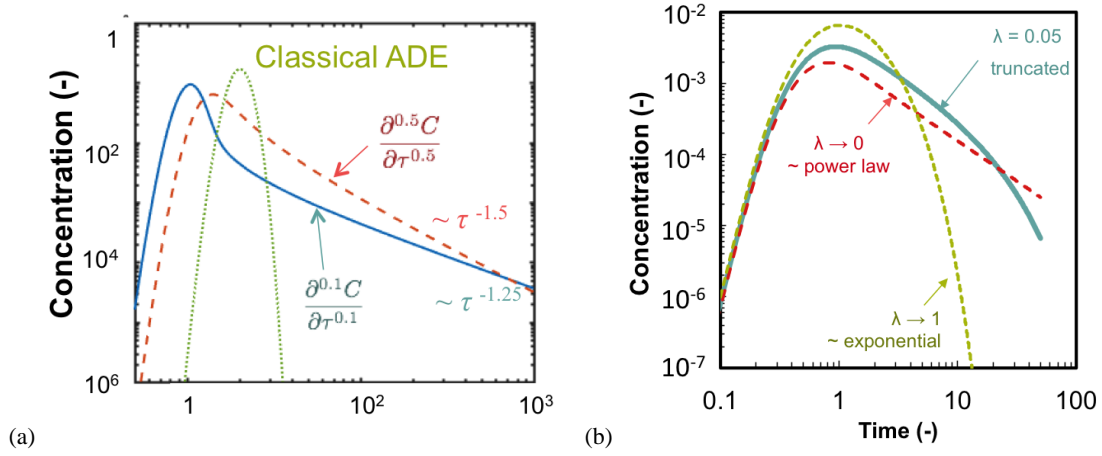 1
10²
10⁴
10⁶
Concentration (-)
Classical ADE
∂^0.5 C / ∂τ^0.5
~ τ^-1.5
∂^0.1 C / ∂τ^0.1
~ τ^-1.25
1
10²
10³
(a)
10⁻²
10⁻³
10⁻⁴
10⁻⁵
10⁻⁶
10⁻⁷
Concentration (-)
λ = 0.05
truncated
λ → 0
~ power law
λ → 1
~ exponential
0.1
1
10
100
Time (-)
(b)